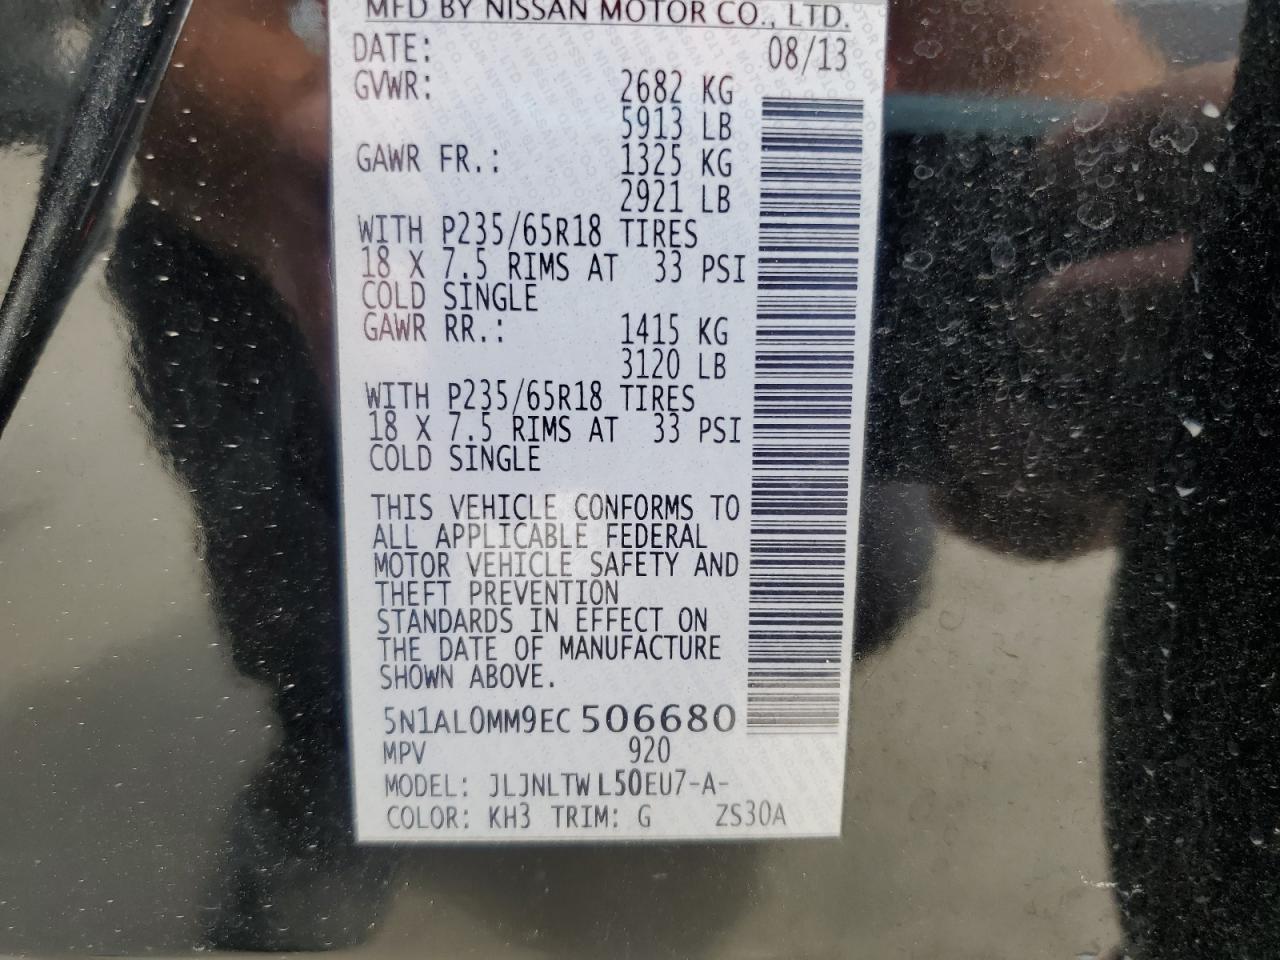 MFD BY NISSAN MOTOR CO., LTD.
DATE: 08/13
GVWR: 2682 KG
5913 LB
GAWR FR.: 1325 KG
2921 LB
WITH P235/65R18 TIRES
18 X 7.5 RIMS AT 33 PSI
COLD SINGLE
GAWR RR.: 1415 KG
3120 LB
WITH P235/65R18 TIRES
18 X 7.5 RIMS AT 33 PSI
COLD SINGLE
THIS VEHICLE CONFORMS TO
ALL APPLICABLE FEDERAL
MOTOR VEHICLE SAFETY AND
THEFT PREVENTION
STANDARDS IN EFFECT ON
THE DATE OF MANUFACTURE
SHOWN ABOVE.
5N1AL0MM9EC 506680
MPV 920
MODEL: JLJNLTW L50EU7-A-
COLOR: KH3 TRIM: G ZS30A